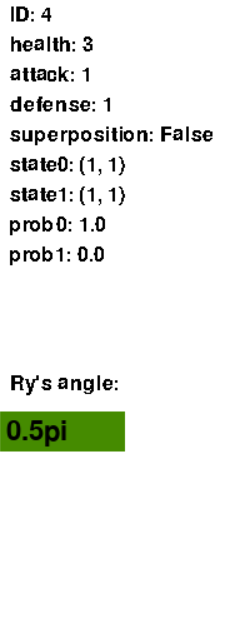 ID: 4
health: 3
attack: 1
defense: 1
superposition: False
state0: (1, 1)
state1: (1, 1)
prob0: 1.0
prob1: 0.0
Ry's angle:
0.5pi